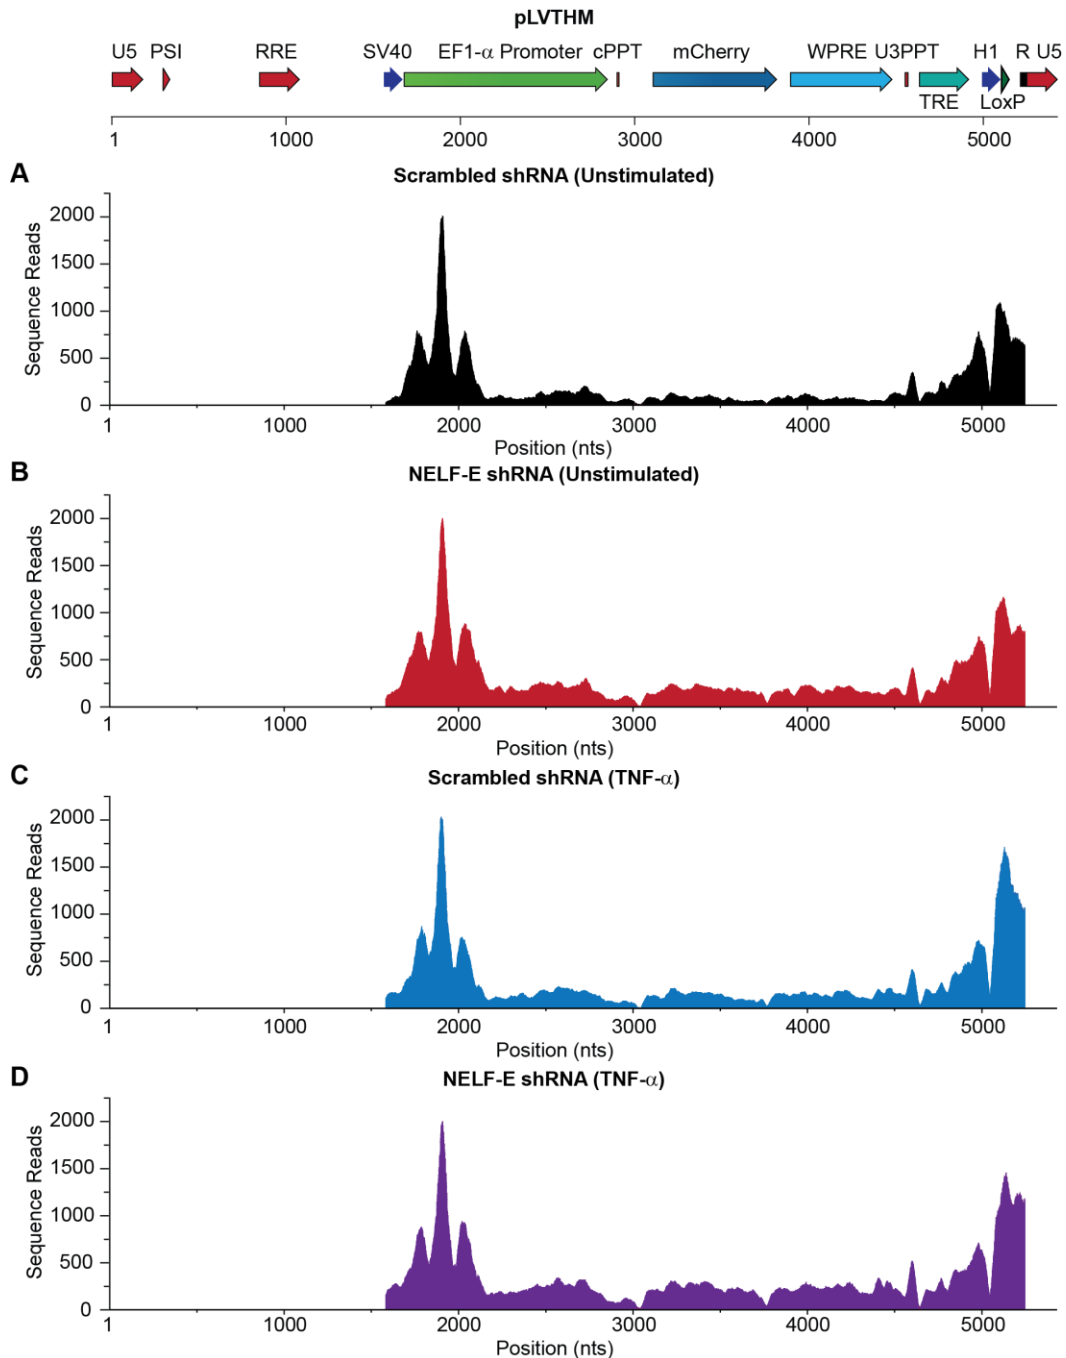 pLVTHM
U5 PSI RRE SV40 EF1-α Promoter cPPT mCherry WPRE U3PPT H1 R U5
TRE LoxP
1 1000 2000 3000 4000 5000
A
Scrambled shRNA (Unstimulated)
Sequence Reads
2000
1500
1000
500
0
1 1000 2000 3000 4000 5000
Position (nts)
B
NELF-E shRNA (Unstimulated)
Sequence Reads
2000
1500
1000
500
0
1 1000 2000 3000 4000 5000
Position (nts)
C
Scrambled shRNA (TNF-α)
Sequence Reads
2000
1500
1000
500
0
1 1000 2000 3000 4000 5000
Position (nts)
D
NELF-E shRNA (TNF-α)
Sequence Reads
2000
1500
1000
500
0
1 1000 2000 3000 4000 5000
Position (nts)